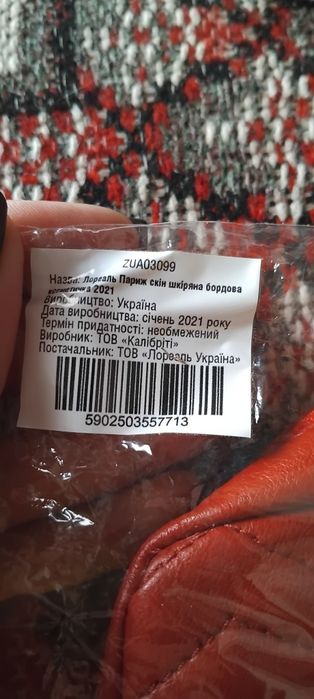 ZUA03099
Назва: Лореаль Париж скін шкіряна бордова
косметичка 2021
Виробництво: Україна
Дата виробництва: січень 2021 року
Термін придатності: необмежений
Виробник: ТОВ «Калібріті»
Постачальник: ТОВ «Лореаль Україна»
5902503557713